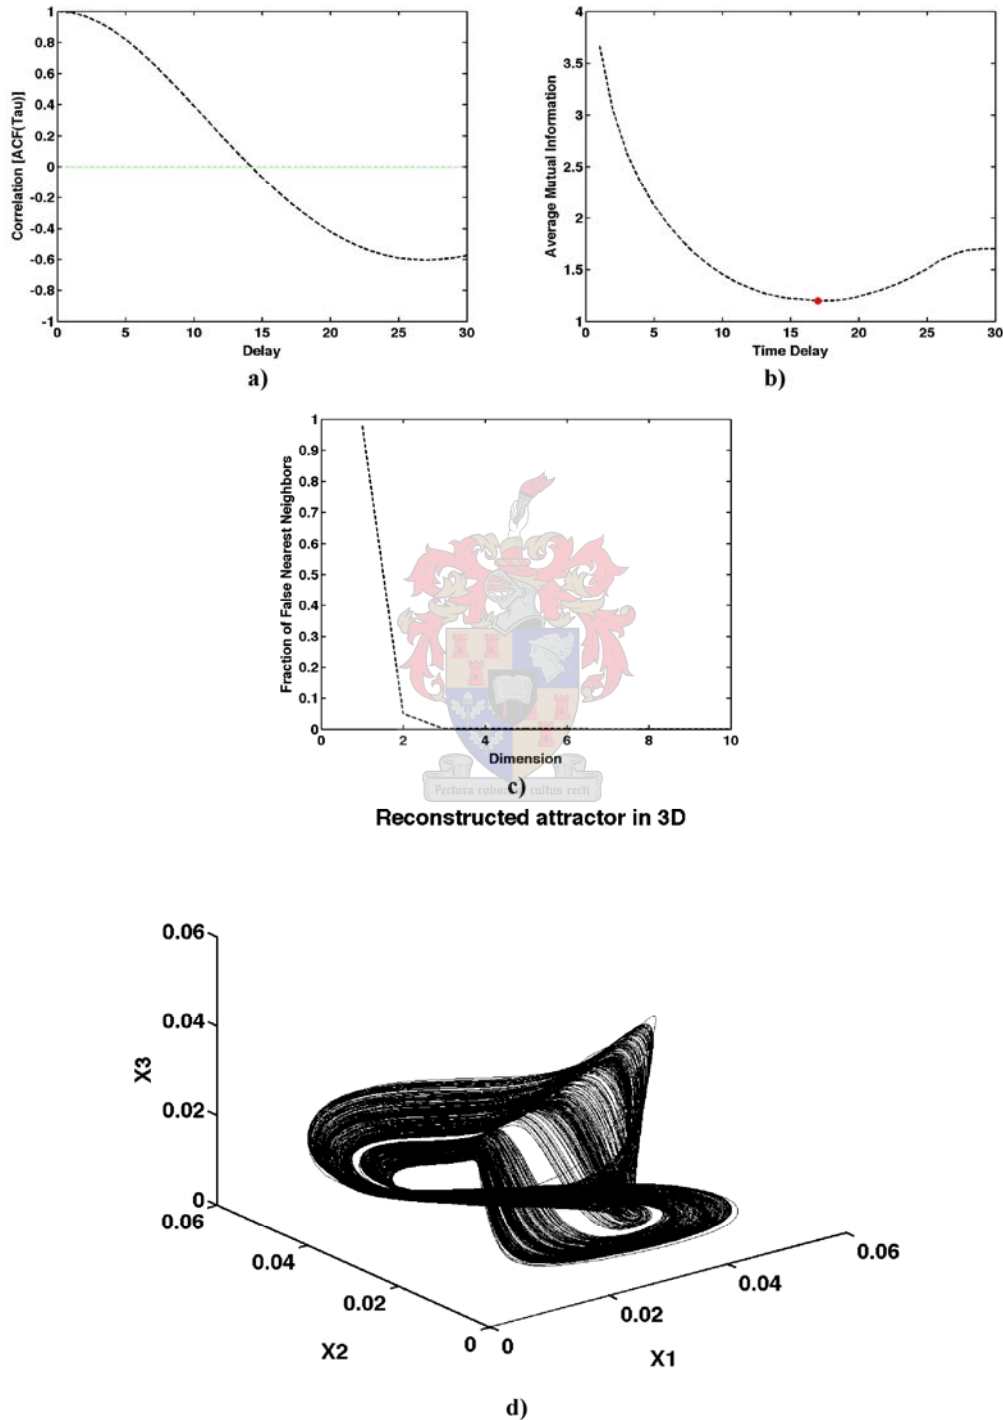 1
0.8
0.6
0.4
0.2
0
-0.2
-0.4
-0.6
-0.8
-1
Correlation [ACF(Tau)]
0 5 10 15 20 25 30
Delay
a)
4
3.5
3
2.5
2
1.5
1
Average Mutual Information
0 5 10 15 20 25 30
Time Delay
b)
1
0.9
0.8
0.7
0.6
0.5
0.4
0.3
0.2
0.1
0
Fraction of False Nearest Neighbors
0 2 4 6 8 10
Dimension
c)
Pectora cultus recti
Reconstructed attractor in 3D
0.06
0.04
0.02
0
X3
0.06
0.04
0.02
0
X2
0
0.02
0.04
0.06
X1
d)